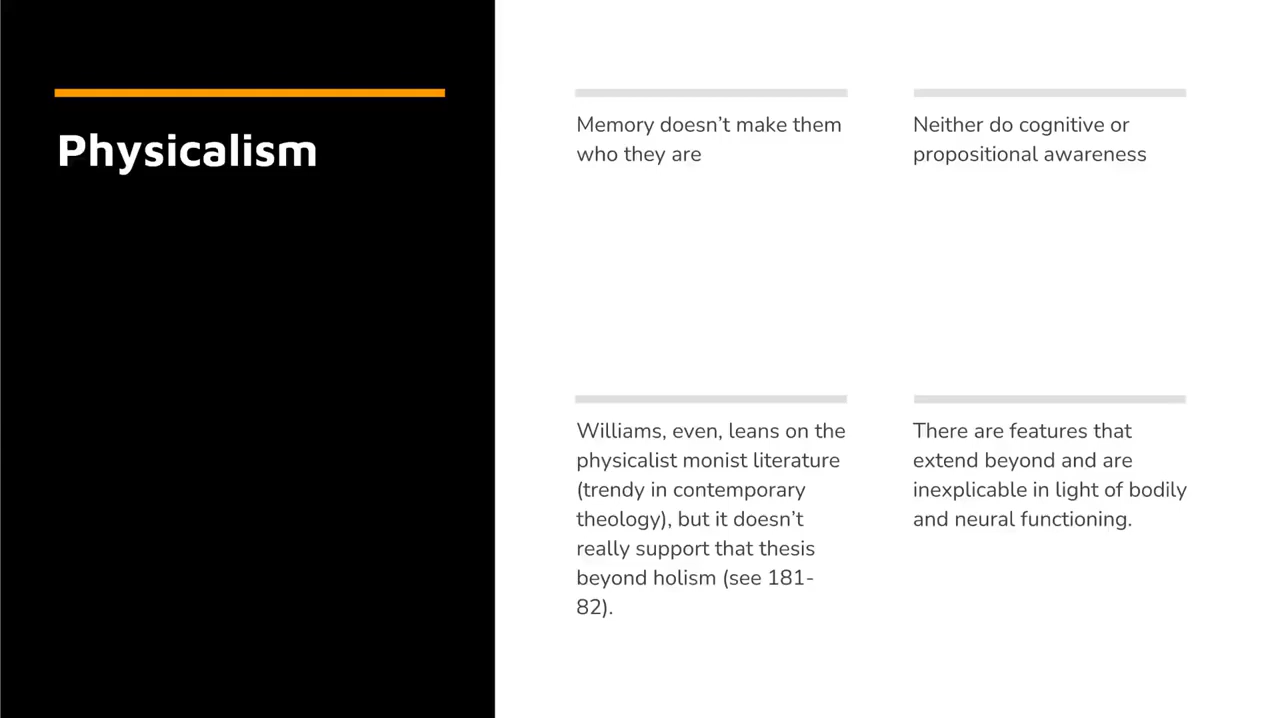 Physicalism
Memory doesn’t make them
who they are
Neither do cognitive or
propositional awareness
Williams, even, leans on the
physicalist monist literature
(trendy in contemporary
theology), but it doesn’t
really support that thesis
beyond holism (see 181-
82).
There are features that
extend beyond and are
inexplicable in light of bodily
and neural functioning.